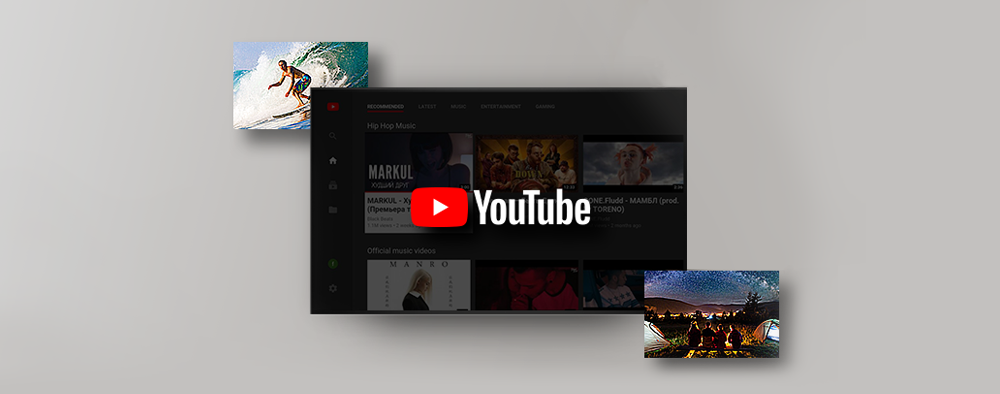 RECOMMENDED LATEST MUSIC ENTERTAINMENT GAMING
Hip Hop Music
MARKUL
ХУДШИЙ ДРУГ
DOWN
MARKUL - Ху
(Премьера т
ONE.Fludd - МАМБЛ (prod.
TORENO)
YouTube
Official music videos
MANRO